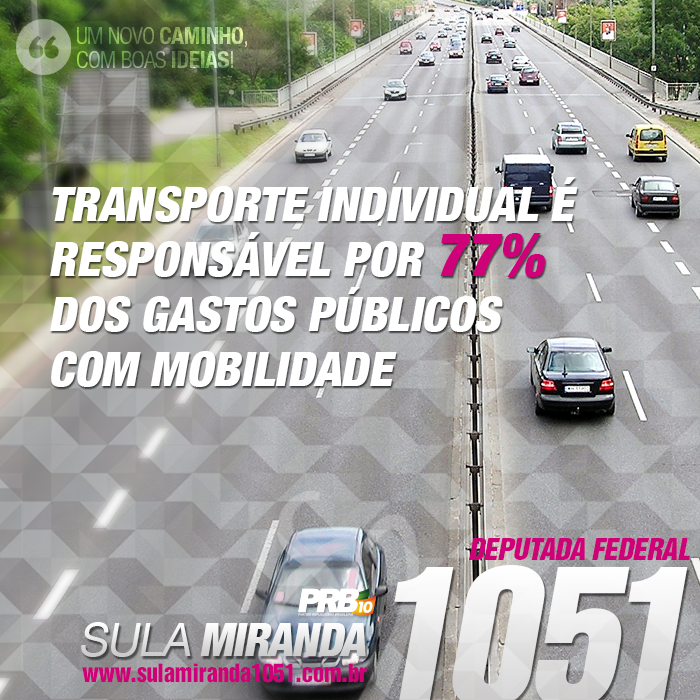 UM NOVO CAMINHO,
COM BOAS IDEIAS!
TRANSPORTE INDIVIDUAL É
RESPONSÁVEL POR 77%
DOS GASTOS PÚBLICOS
COM MOBILIDADE
DEPUTADA FEDERAL
1051
PRB10
SULA MIRANDA
www.sulamiranda1051.com.br